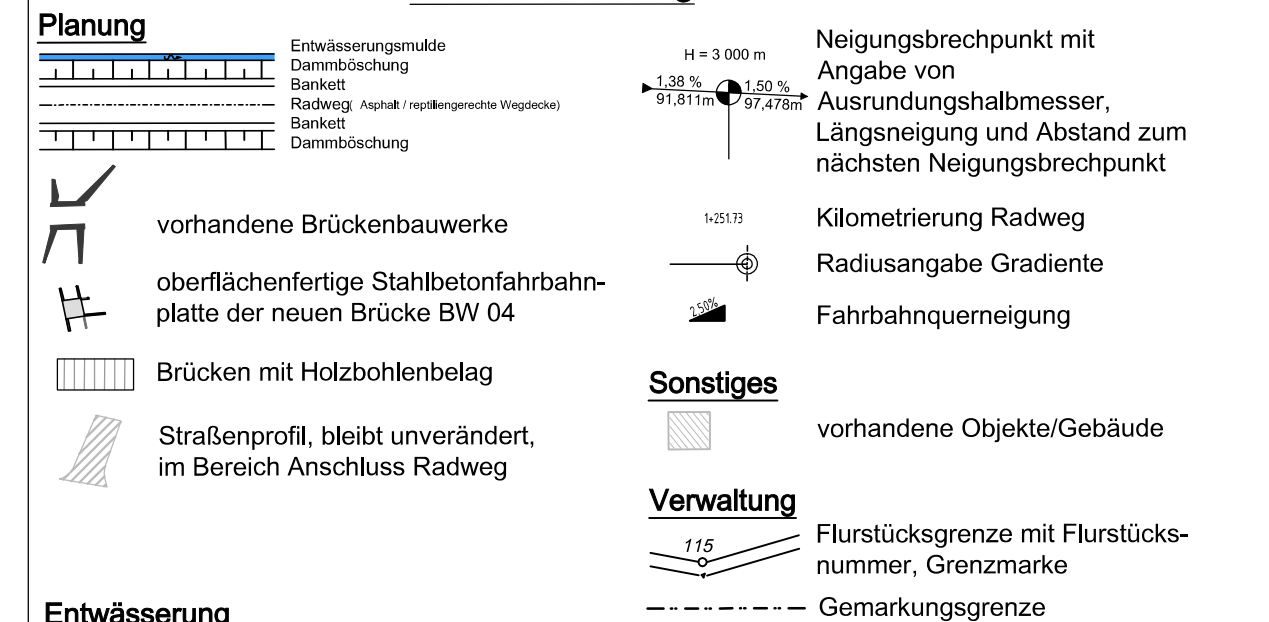 Planung
Entwässerungsmulde
Dammböschung
Bankett
Radweg( Asphalt / reptiliengerechte Wegdecke)
Bankett
Dammböschung
vorhandene Brückenbauwerke
oberflächenfertige Stahlbetonfahrbahn-
platte der neuen Brücke BW 04
Brücken mit Holzbohlenbelag
Straßenprofil, bleibt unverändert,
im Bereich Anschluss Radweg
Entwässerung
H = 3 000 m
1,38 % 1,50 %
91,811m 97,478m
Neigungsbrechpunkt mit
Angabe von
Ausrundungshalbmesser,
Längsneigung und Abstand zum
nächsten Neigungsbrechpunkt
1+251.73
Kilometrierung Radweg
Radiusangabe Gradiente
2,50%
Fahrbahnquerneigung
Sonstiges
vorhandene Objekte/Gebäude
Verwaltung
115
Flurstücksgrenze mit Flurstücks-
nummer, Grenzmarke
Gemarkungsgrenze